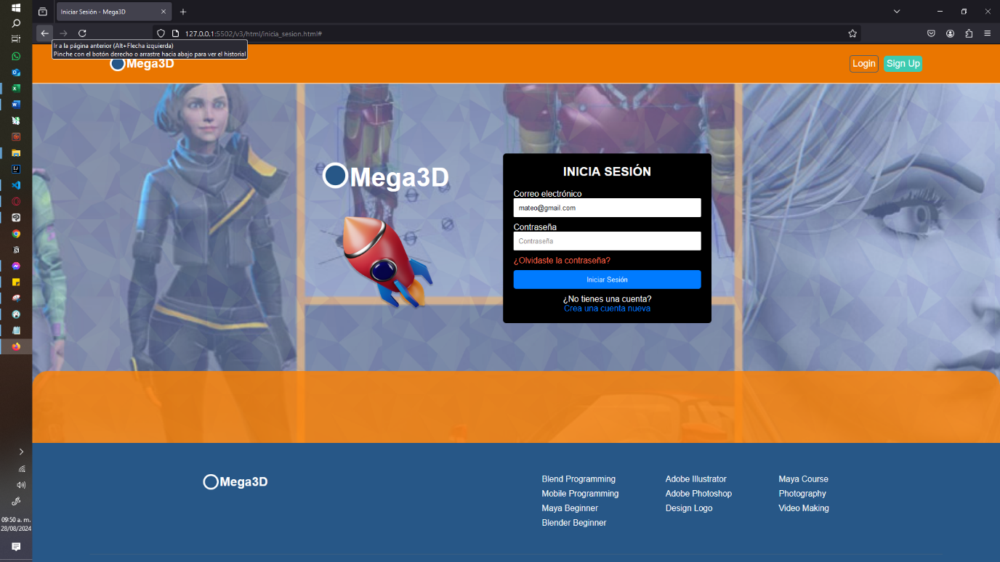 Iniciar Sesión - Mega3D
127.0.0.1:5502/v3/html/inicia_sesion.html#
Ir a la página anterior (Alt+Flecha izquierda)
Pinche con el botón derecho o arrastre hacia abajo para ver el historial
Mega3D
Login
Sign Up
Mega3D
INICIA SESIÓN
Correo electrónico
mateo@gmail.com
Contraseña
Contraseña
¿Olvidaste la contraseña?
Iniciar Sesión
¿No tienes una cuenta?
Crea una cuenta nueva
Mega3D
Blend Programming
Mobile Programming
Maya Beginner
Blender Beginner
Adobe Illustrator
Adobe Photoshop
Design Logo
Maya Course
Photography
Video Making
09:50 a. m.
28/08/2024